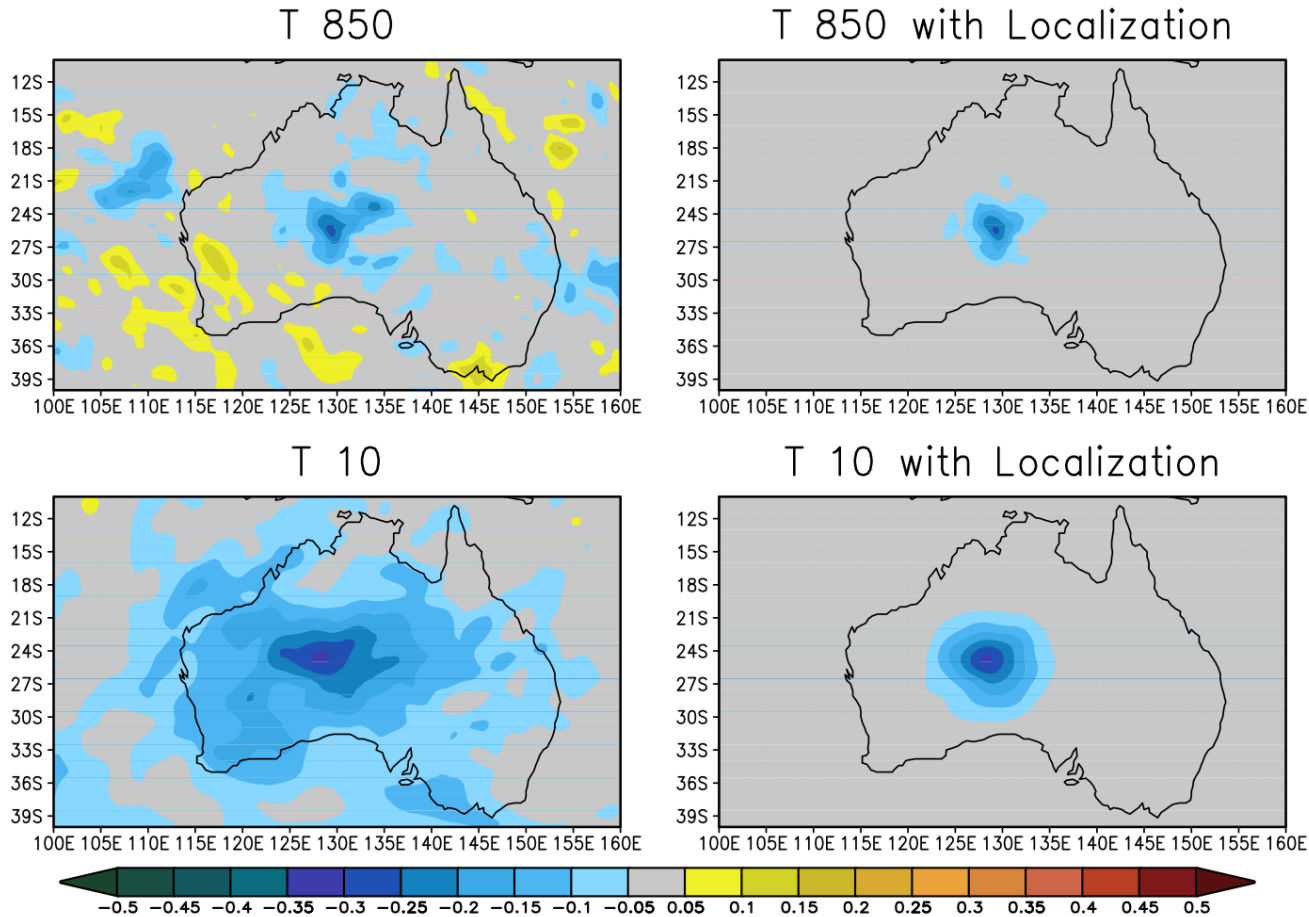 T 850
T 850 with Localization
12S
15S
18S
21S
24S
27S
30S
33S
36S
39S
100E 105E 110E 115E 120E 125E 130E 135E 140E 145E 150E 155E 160E
12S
15S
18S
21S
24S
27S
30S
33S
36S
39S
100E 105E 110E 115E 120E 125E 130E 135E 140E 145E 150E 155E 160E
T 10
T 10 with Localization
12S
15S
18S
21S
24S
27S
30S
33S
36S
39S
100E 105E 110E 115E 120E 125E 130E 135E 140E 145E 150E 155E 160E
12S
15S
18S
21S
24S
27S
30S
33S
36S
39S
100E 105E 110E 115E 120E 125E 130E 135E 140E 145E 150E 155E 160E
-0.5 -0.45 -0.4 -0.35 -0.3 -0.25 -0.2 -0.15 -0.1 -0.05 0.05 0.1 0.15 0.2 0.25 0.3 0.35 0.4 0.45 0.5